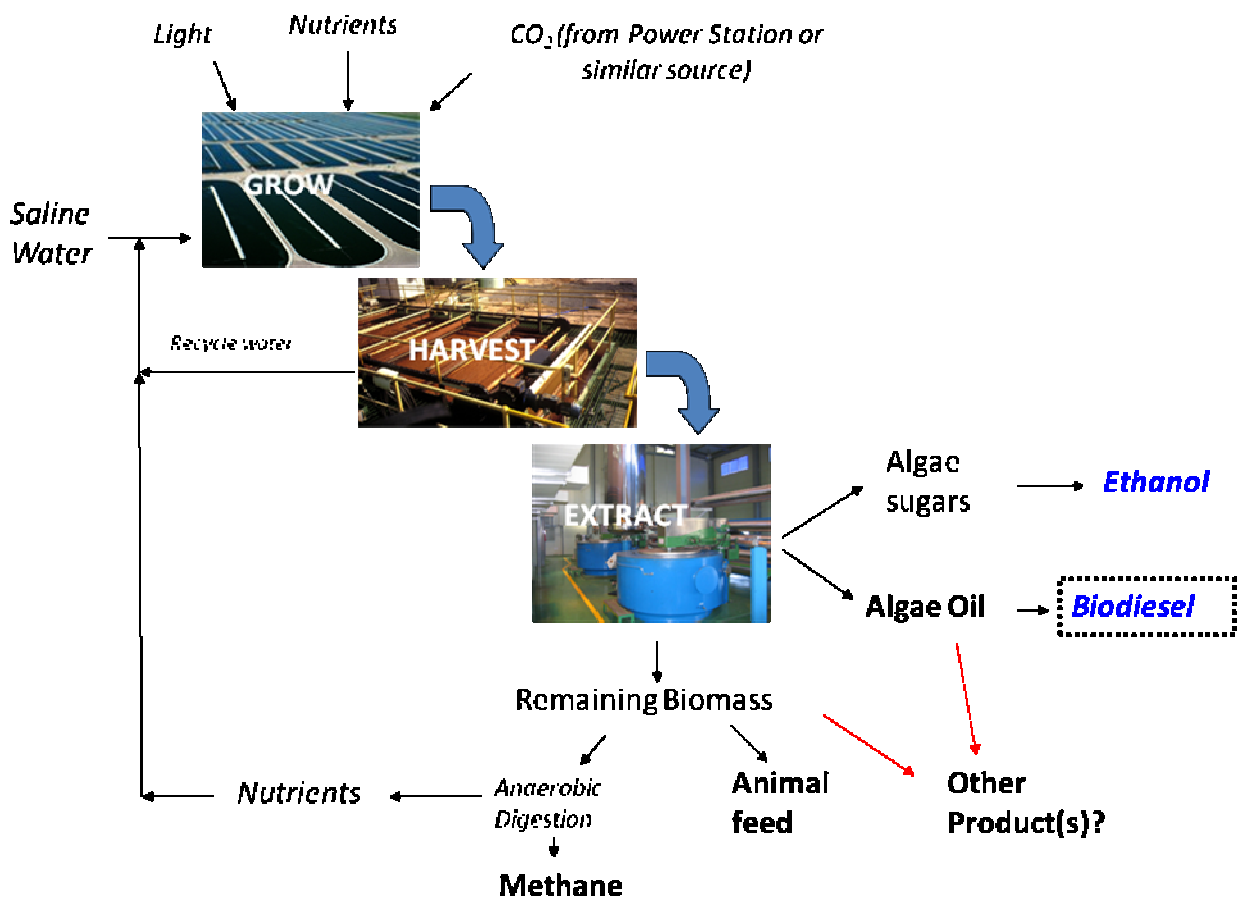 Light
Nutrients
CO2 (from Power Station or
similar source)
GROW
Saline
Water
Recycle water
HARVEST
EXTRACT
Algae
sugars
Ethanol
Algae Oil
Biodiesel
Remaining Biomass
Nutrients
Anaerobic
Digestion
Animal
feed
Other
Product(s)?
Methane